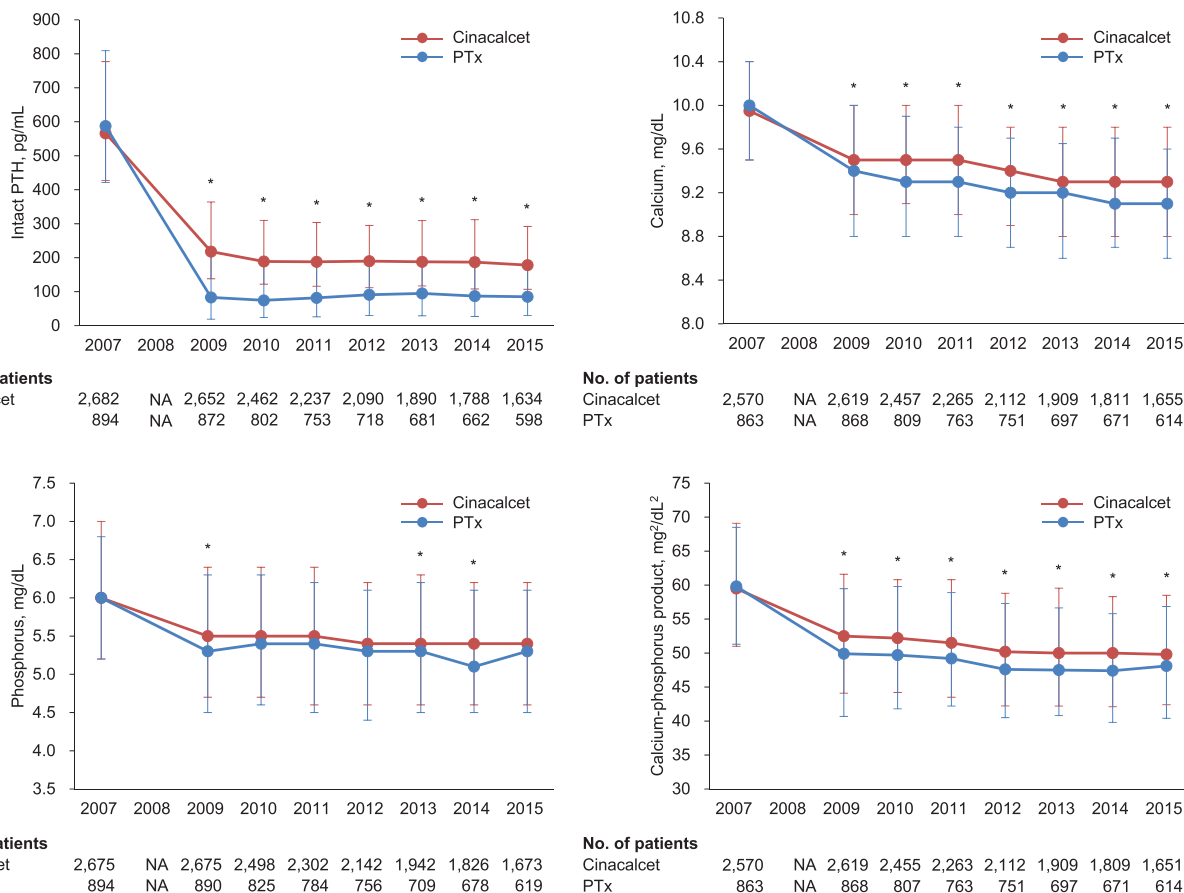 900
800
700
600
500
400
300
200
100
0
Intact PTH, pg/mL
Cinacalcet
PTx
* * * * * * *
2007 2008 2009 2010 2011 2012 2013 2014 2015
atients
cet 2,682 NA 2,652 2,462 2,237 2,090 1,890 1,788 1,634
894 NA 872 802 753 718 681 662 598
10.8
10.4
10.0
9.6
9.2
8.8
8.4
8.0
Calcium, mg/dL
Cinacalcet
PTx
* * * * * * *
2007 2008 2009 2010 2011 2012 2013 2014 2015
No. of patients
Cinacalcet 2,570 NA 2,619 2,457 2,265 2,112 1,909 1,811 1,655
PTx 863 NA 868 809 763 751 697 671 614
7.5
7.0
6.5
6.0
5.5
5.0
4.5
4.0
3.5
Phosphorus, mg/dL
Cinacalcet
PTx
* * *
2007 2008 2009 2010 2011 2012 2013 2014 2015
atients
et 2,675 NA 2,675 2,498 2,302 2,142 1,942 1,826 1,673
894 NA 890 825 784 756 709 678 619
75
70
65
60
55
50
45
40
35
30
Calcium-phosphorus product, mg²/dL²
Cinacalcet
PTx
* * * * * * *
2007 2008 2009 2010 2011 2012 2013 2014 2015
No. of patients
Cinacalcet 2,570 NA 2,619 2,455 2,263 2,112 1,909 1,809 1,651
PTx 863 NA 868 807 763 751 697 671 614